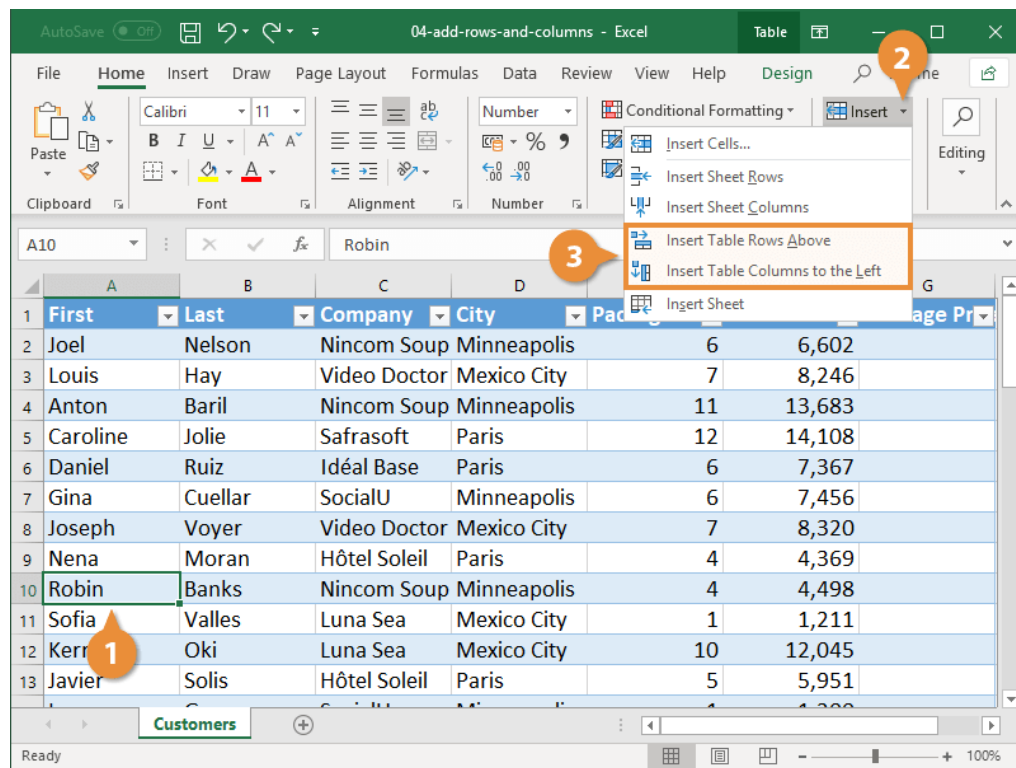 AutoSave Off 04-add-rows-and-columns - Excel Table
File Home Insert Draw Page Layout Formulas Data Review View Help Design
2
Calibri 11 ab Number Conditional Formatting Insert
Paste B I U A A % 9 Editing
Clipboard Font Alignment Number
Insert Cells...
Insert Sheet Rows
Insert Sheet Columns
Insert Table Rows Above
Insert Table Columns to the Left
Insert Sheet
3
A10 fx Robin
A B C D G
1 First Last Company City
2 Joel Nelson Nincom Soup Minneapolis 6 6,602
3 Louis Hay Video Doctor Mexico City 7 8,246
4 Anton Baril Nincom Soup Minneapolis 11 13,683
5 Caroline Jolie Safrasoft Paris 12 14,108
6 Daniel Ruiz Idéal Base Paris 6 7,367
7 Gina Cuellar SocialU Minneapolis 6 7,456
8 Joseph Voyer Video Doctor Mexico City 7 8,320
9 Nena Moran Hôtel Soleil Paris 4 4,369
10 Robin Banks Nincom Soup Minneapolis 4 4,498
11 Sofia Valles Luna Sea Mexico City 1 1,211
12 Kerr Oki Luna Sea Mexico City 10 12,045
1
13 Javier Solis Hôtel Soleil Paris 5 5,951
Customers
Ready 100%